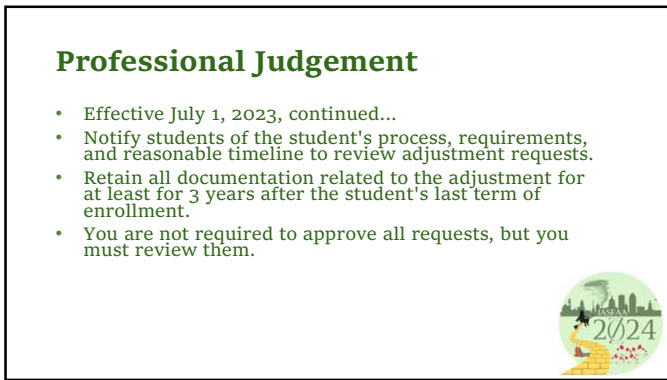 Professional Judgement
• Effective July 1, 2023, continued…
• Notify students of the student's process, requirements,
and reasonable timeline to review adjustment requests.
• Retain all documentation related to the adjustment for
at least for 3 years after the student's last term of
enrollment.
• You are not required to approve all requests, but you
must review them.
IASFAA
2024